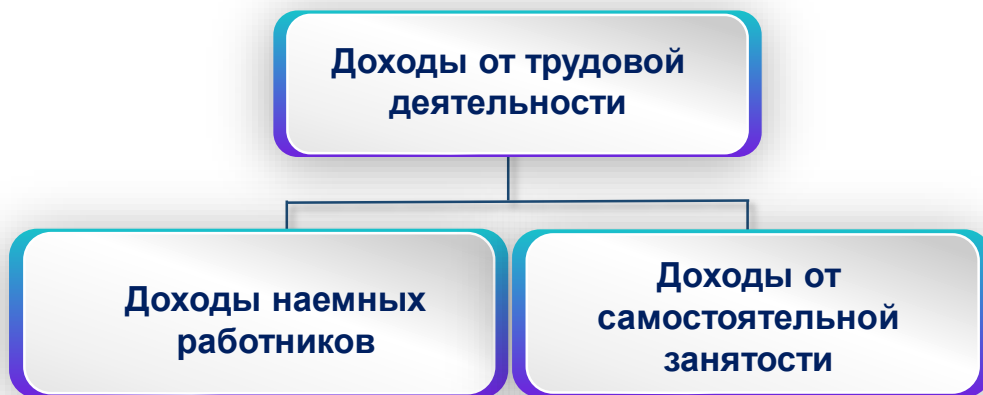 Доходы от трудовой
деятельности
Доходы наемных
работников
Доходы от
самостоятельной
занятости